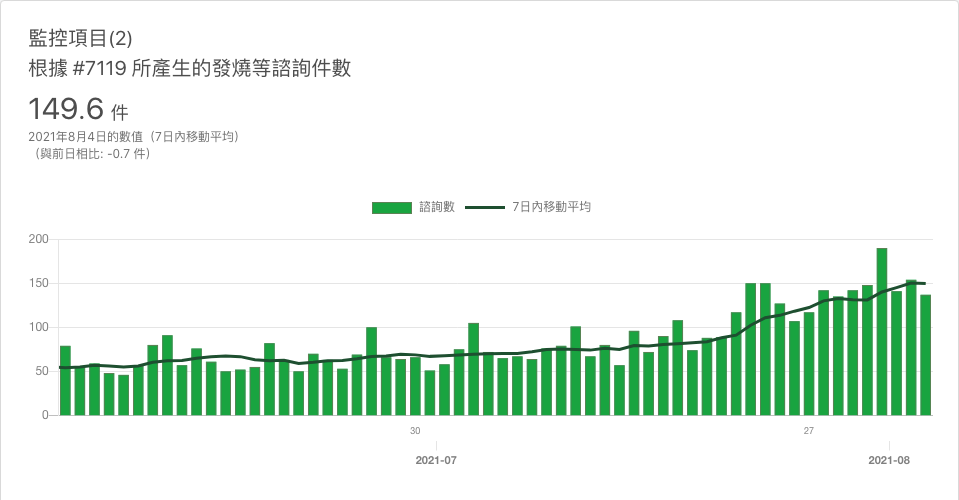 監控項目(2)
根據 #7119 所產生的發燒等諮詢件數
149.6 件
2021年8月4日的數值（7日內移動平均）
（與前日相比: -0.7 件）
諮詢數 7日內移動平均
200
150
100
50
0
30 27
2021-07 2021-08